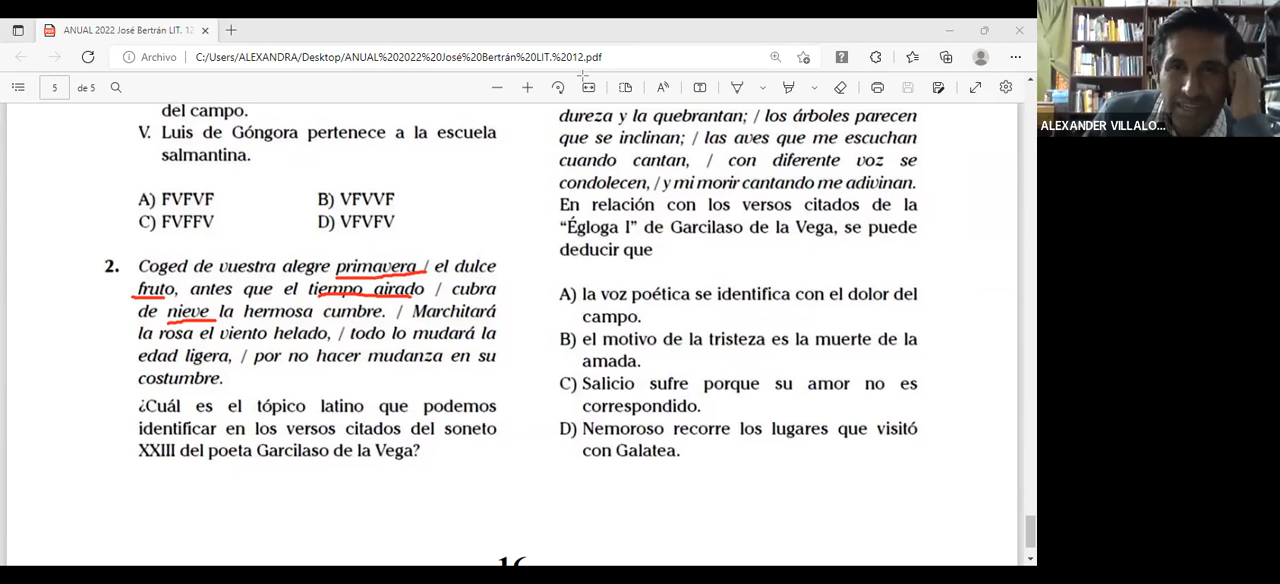 ANUAL 2022 José Bertrán LIT. 12
Archivo
C:/Users/ALEXANDRA/Desktop/ANUAL%202022%20José%20Bertrán%20LIT.%2012.pdf
5
de 5
ALEXANDER VILLALO...
del campo.
V. Luis de Góngora pertenece a la escuela
salmantina.
A) FVFVF
B) VFVVF
C) FVFFV
D) VFVFV
2. Coged de vuestra alegre primavera / el dulce
fruto, antes que el tiempo airado / cubra
de nieve la hermosa cumbre. / Marchitará
la rosa el viento helado, / todo lo mudará la
edad ligera, / por no hacer mudanza en su
costumbre.
¿Cuál es el tópico latino que podemos
identificar en los versos citados del soneto
XXIII del poeta Garcilaso de la Vega?
dureza y la quebrantan; / los árboles parecen
que se inclinan; / las aves que me escuchan
cuando cantan, / con diferente voz se
condolecen, / y mi morir cantando me adivinan.
En relación con los versos citados de la
“Égloga I” de Garcilaso de la Vega, se puede
deducir que
A) la voz poética se identifica con el dolor del
campo.
B) el motivo de la tristeza es la muerte de la
amada.
C) Salicio sufre porque su amor no es
correspondido.
D) Nemoroso recorre los lugares que visitó
con Galatea.